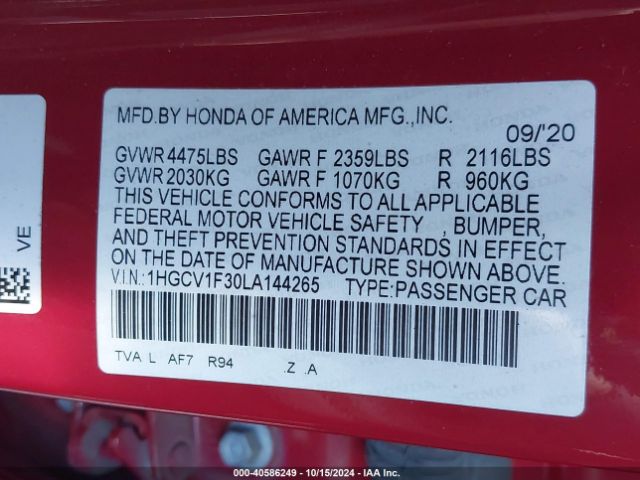 MFD.BY HONDA OF AMERICA MFG.,INC.
09/'20
GVWR 4475LBS GAWR F 2359LBS R 2116LBS
GVWR 2030KG GAWR F 1070KG R 960KG
THIS VEHICLE CONFORMS TO ALL APPLICABLE
FEDERAL MOTOR VEHICLE SAFETY , BUMPER,
AND THEFT PREVENTION STANDARDS IN EFFECT
ON THE DATE OF MANUFACTURE SHOWN ABOVE.
V.I.N.:1HGCV1F30LA144265 TYPE:PASSENGER CAR
TVA L AF7 R94 .Z .A
VE
000-40586249 - 10/15/2024 - IAA Inc.